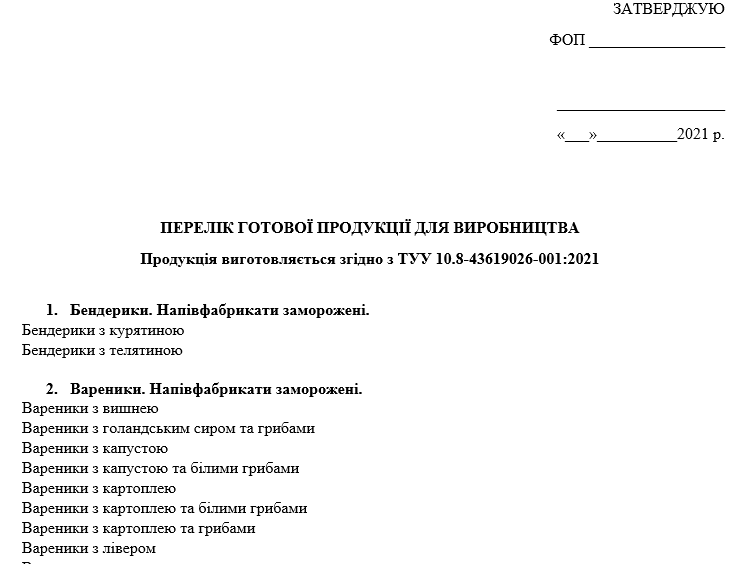 ЗАТВЕРДЖУЮ
ФОП _________________
_____________________
«___»__________2021 р.
ПЕРЕЛІК ГОТОВОЇ ПРОДУКЦІЇ ДЛЯ ВИРОБНИЦТВА
Продукція виготовляється згідно з ТУУ 10.8-43619026-001:2021
1. Бендерики. Напівфабрикати заморожені.
Бендерики з курятиною
Бендерики з телятиною
2. Вареники. Напівфабрикати заморожені.
Вареники з вишнею
Вареники з голандським сиром та грибами
Вареники з капустою
Вареники з капустою та білими грибами
Вареники з картоплею
Вареники з картоплею та білими грибами
Вареники з картоплею та грибами
Вареники з лівером